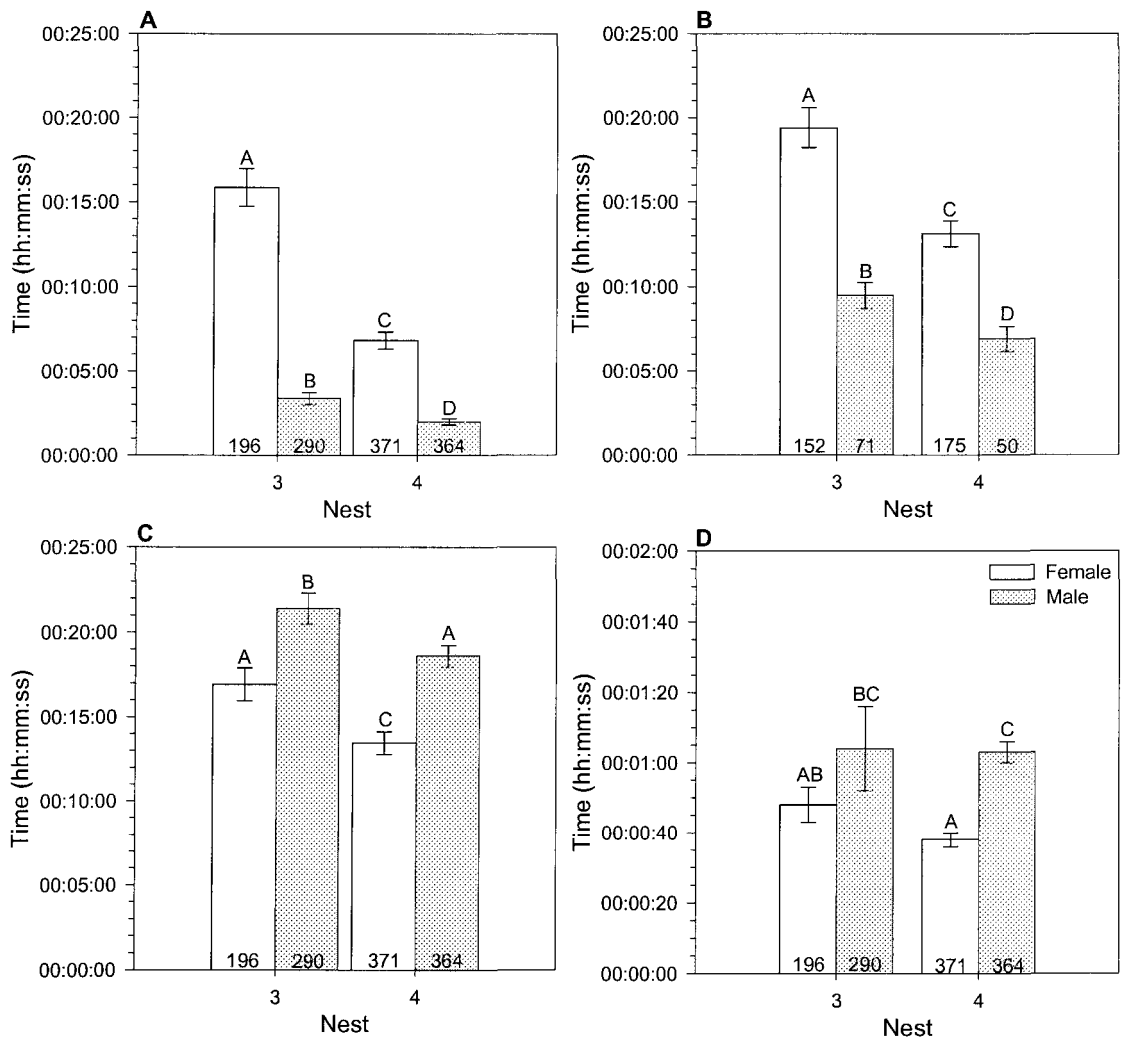 A
00:25:00
00:20:00
00:15:00
00:10:00
00:05:00
00:00:00
Time (hh:mm:ss)
A
B
C
D
196
290
371
364
3
4
Nest
B
00:25:00
00:20:00
00:15:00
00:10:00
00:05:00
00:00:00
Time (hh:mm:ss)
A
B
C
D
152
71
175
50
3
4
Nest
C
00:25:00
00:20:00
00:15:00
00:10:00
00:05:00
00:00:00
Time (hh:mm:ss)
A
B
C
A
196
290
371
364
3
4
Nest
D
00:02:00
00:01:40
00:01:20
00:01:00
00:00:40
00:00:20
00:00:00
Time (hh:mm:ss)
Female
Male
AB
BC
A
C
196
290
371
364
3
4
Nest